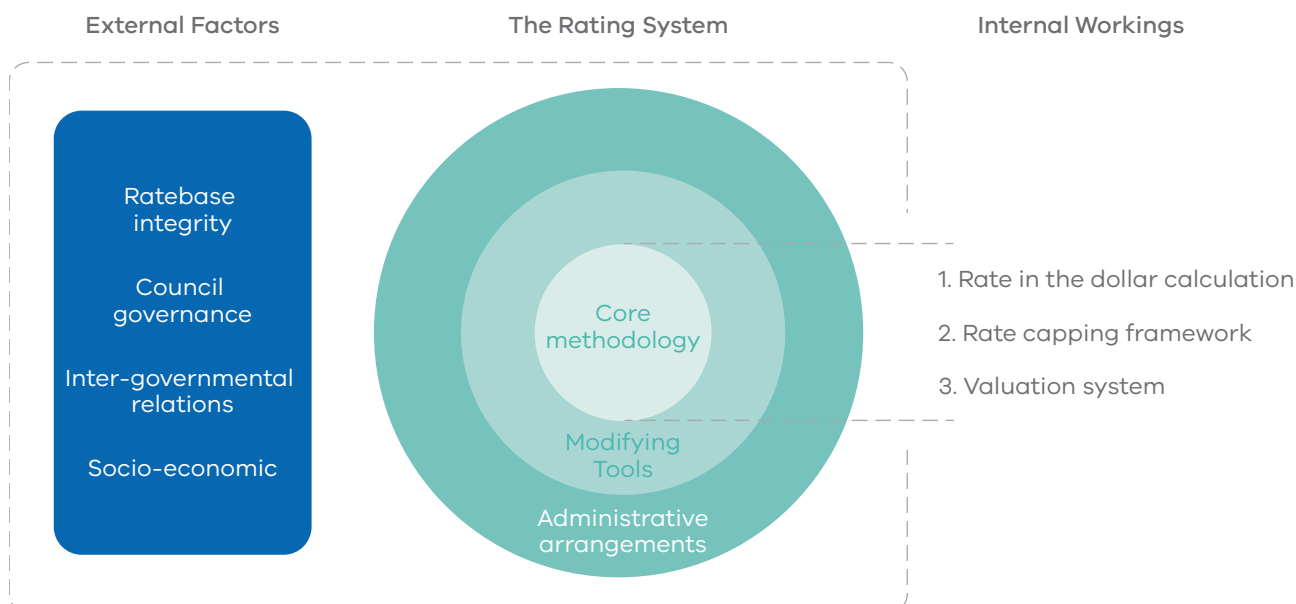 External Factors
The Rating System
Internal Workings
Ratebase
integrity
Council
governance
Inter-governmental
relations
Socio-economic
Core
methodology
Modifying
Tools
Administrative
arrangements
1. Rate in the dollar calculation
2. Rate capping framework
3. Valuation system